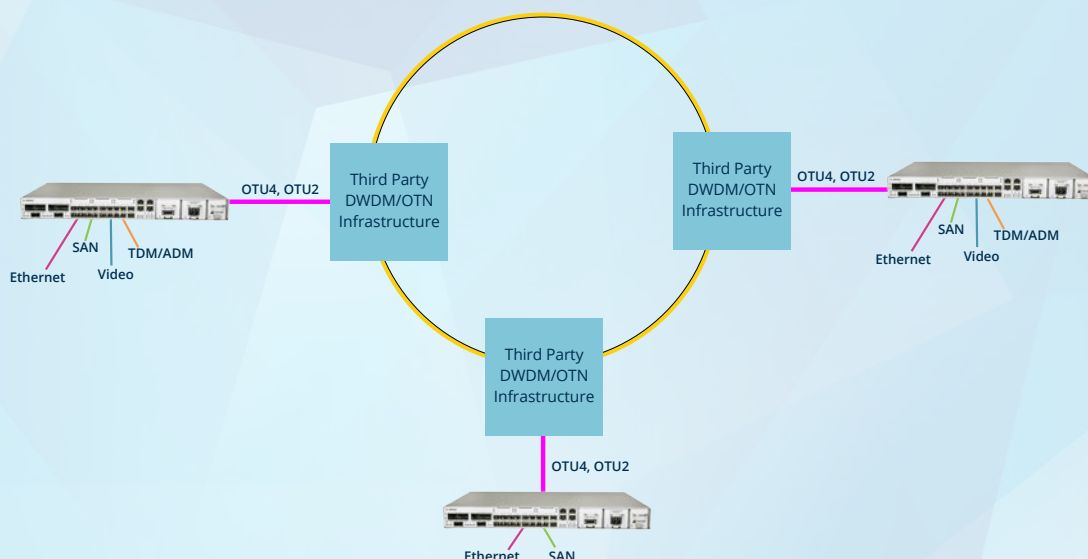 Third Party
DWDM/OTN
Infrastructure
OTU4, OTU2
SAN
TDM/ADM
Ethernet
Video
Third Party
DWDM/OTN
Infrastructure
OTU4, OTU2
SAN
TDM/ADM
Ethernet
Video
Third Party
DWDM/OTN
Infrastructure
OTU4, OTU2
Ethernet
SAN